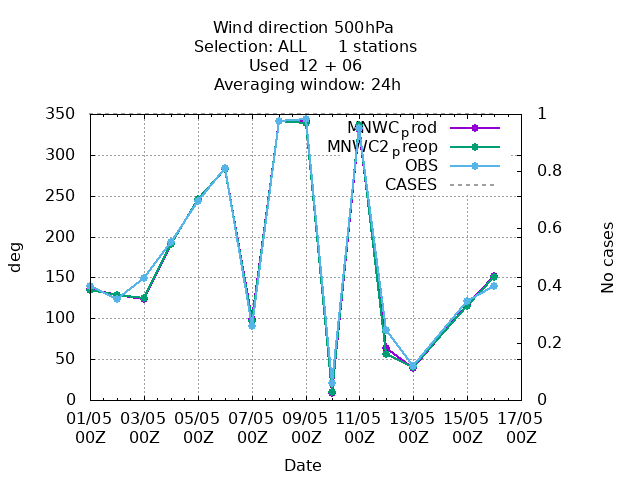 Wind direction 500hPa
Selection: ALL 1 stations
Used 12 + 06
Averaging window: 24h
350 1
MNWCprod
MNWC2preop
OBS
CASES
300
250
200
150
100
50
0
0.8
0.6
0.4
0.2
0
deg
No cases
01/05 03/05 05/05 07/05 09/05 11/05 13/05 15/05 17/05
00Z 00Z 00Z 00Z 00Z 00Z 00Z 00Z 00Z
Date